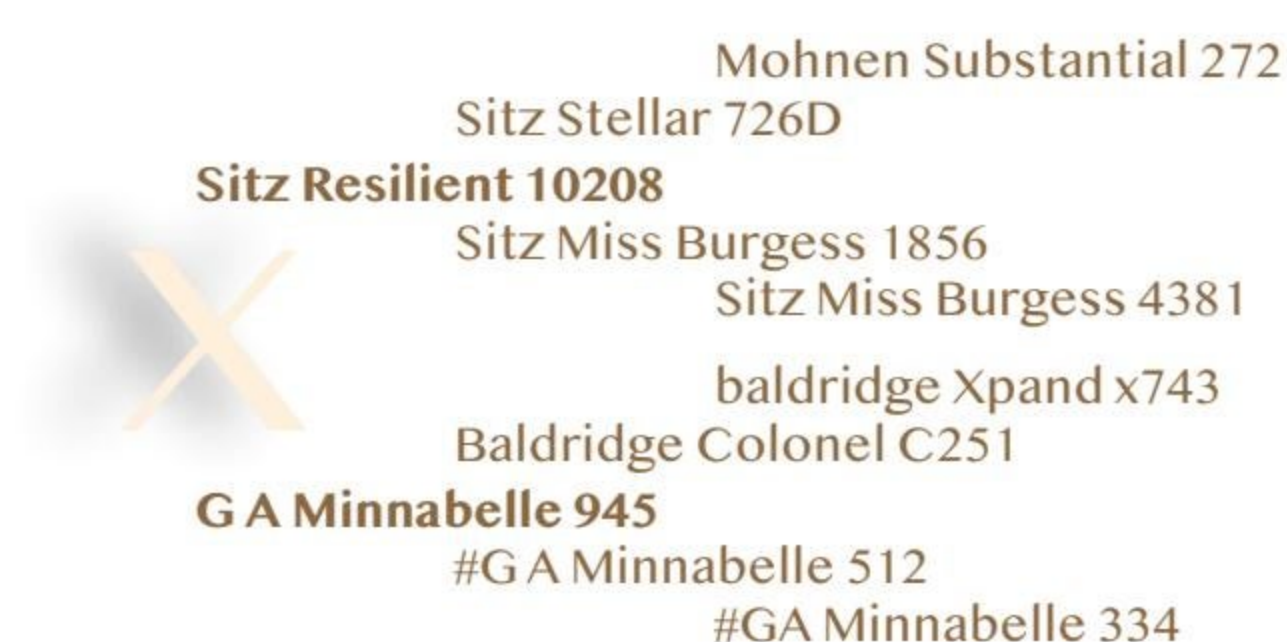 Mohnen Substantial 272
Sitz Stellar 726D
Sitz Resilient 10208
Sitz Miss Burgess 1856
Sitz Miss Burgess 4381
X
baldridge Xpand x743
Baldridge Colonel C251
G A Minnabelle 945
#G A Minnabelle 512
#GA Minnabelle 334